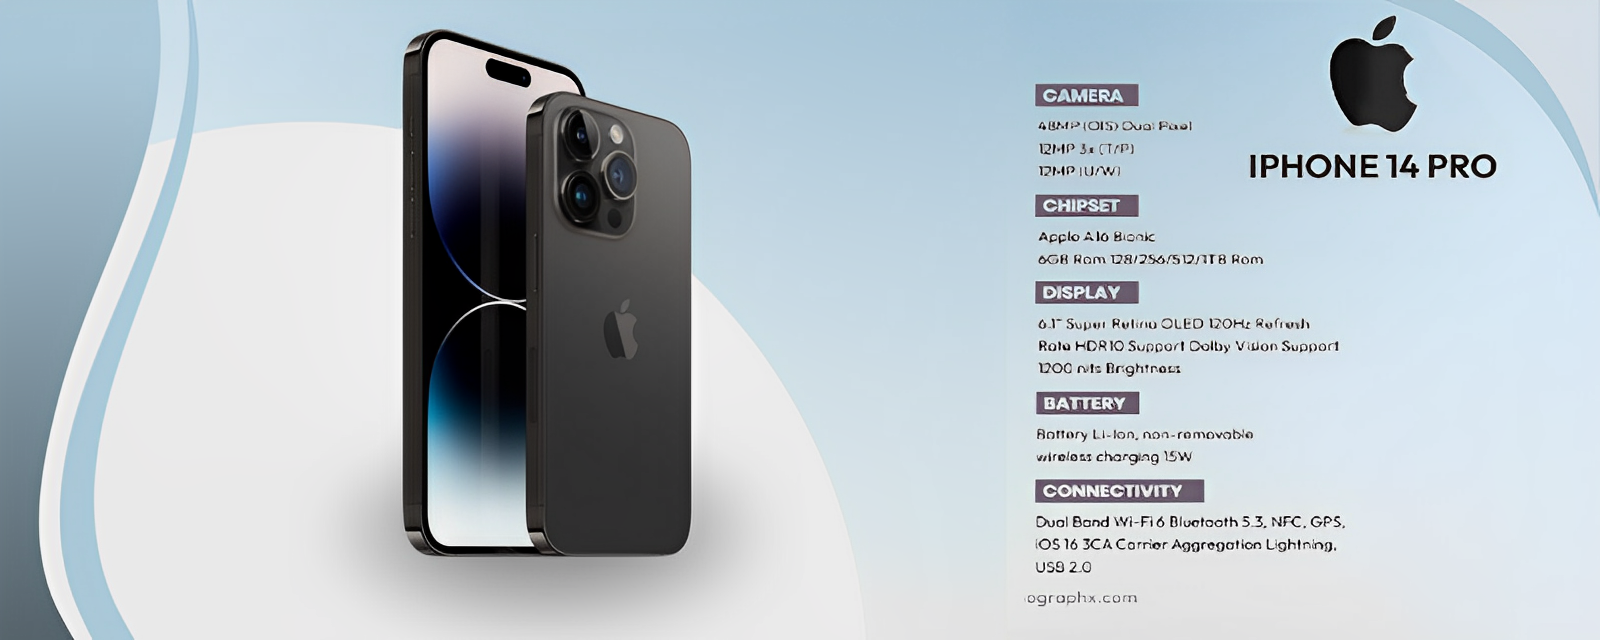 CAMERA
48MP (OIS) Dual Pixel
12MP 3x (T/P)
12MP (U/W)
CHIPSET
Apple A16 Bionic
6GB Ram 128/256/512/1TB Rom
DISPLAY
6.1" Super Retina OLED 120Hz Refresh
Rate HDR10 Support Dolby Vision Support
1200 nits Brightness
BATTERY
Battery Li-Ion, non-removable
wireless charging 15W
CONNECTIVITY
Dual Band Wi-Fi 6 Bluetooth 5.3, NFC, GPS,
iOS 16 3CA Carrier Aggregation Lightning,
USB 2.0
ographx.com
IPHONE 14 PRO